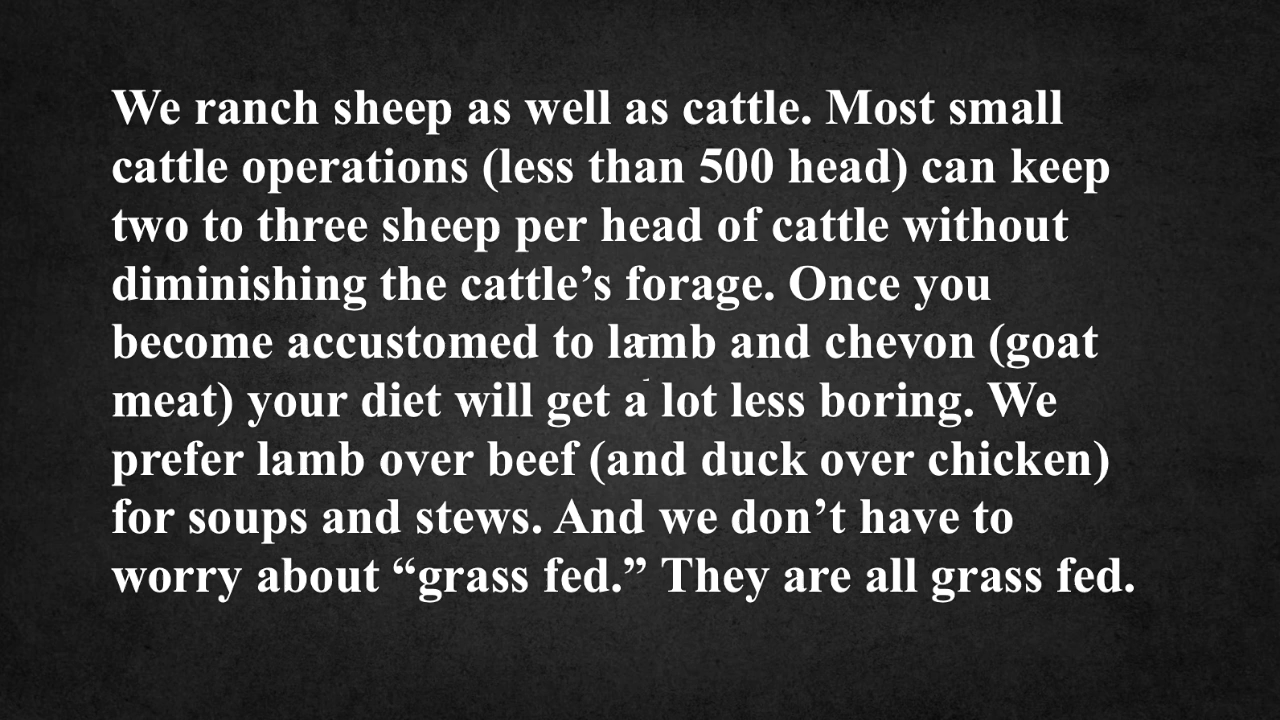 We ranch sheep as well as cattle. Most small
cattle operations (less than 500 head) can keep
two to three sheep per head of cattle without
diminishing the cattle’s forage. Once you
become accustomed to lamb and chevon (goat
meat) your diet will get a lot less boring. We
prefer lamb over beef (and duck over chicken)
for soups and stews. And we don’t have to
worry about “grass fed.” They are all grass fed.